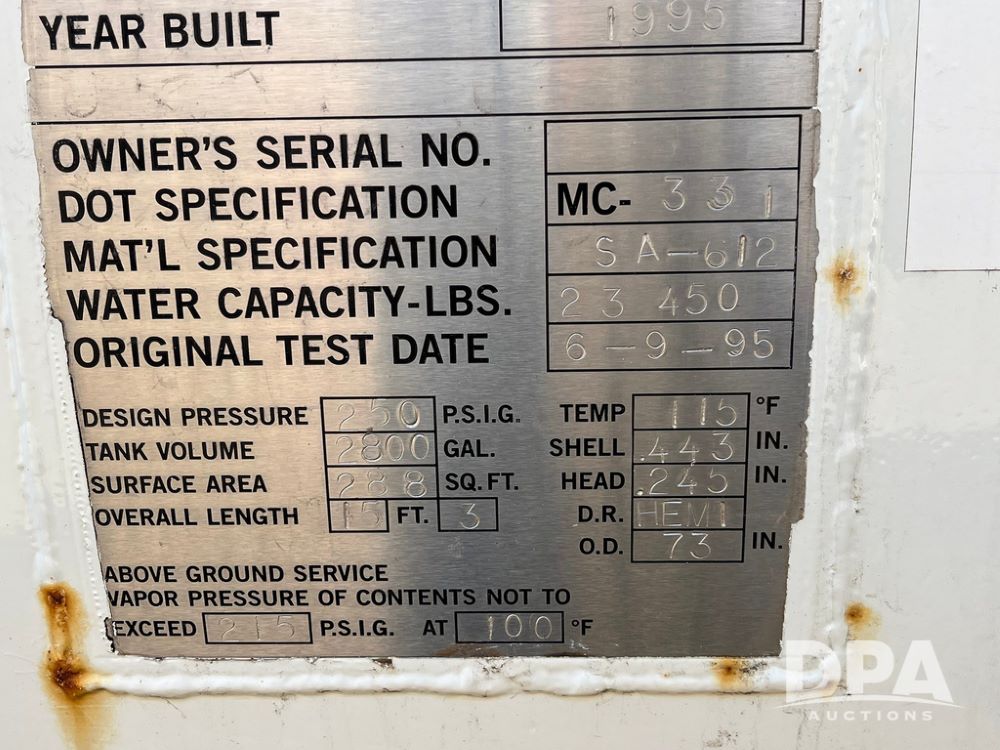 YEAR BUILT 1995
OWNER'S SERIAL NO.
DOT SPECIFICATION MC- 331
MAT'L SPECIFICATION SA-612
WATER CAPACITY-LBS. 23 450
ORIGINAL TEST DATE 6-9-95
DESIGN PRESSURE 250 P.S.I.G. TEMP 115 °F
TANK VOLUME 2800 GAL. SHELL .443 IN.
SURFACE AREA 288 SQ. FT. HEAD .245 IN.
OVERALL LENGTH 15 FT. 3 D.R. HEMI
O.D. 73 IN.
ABOVE GROUND SERVICE
VAPOR PRESSURE OF CONTENTS NOT TO
EXCEED 215 P.S.I.G. AT 100 °F
DPA
AUCTIONS